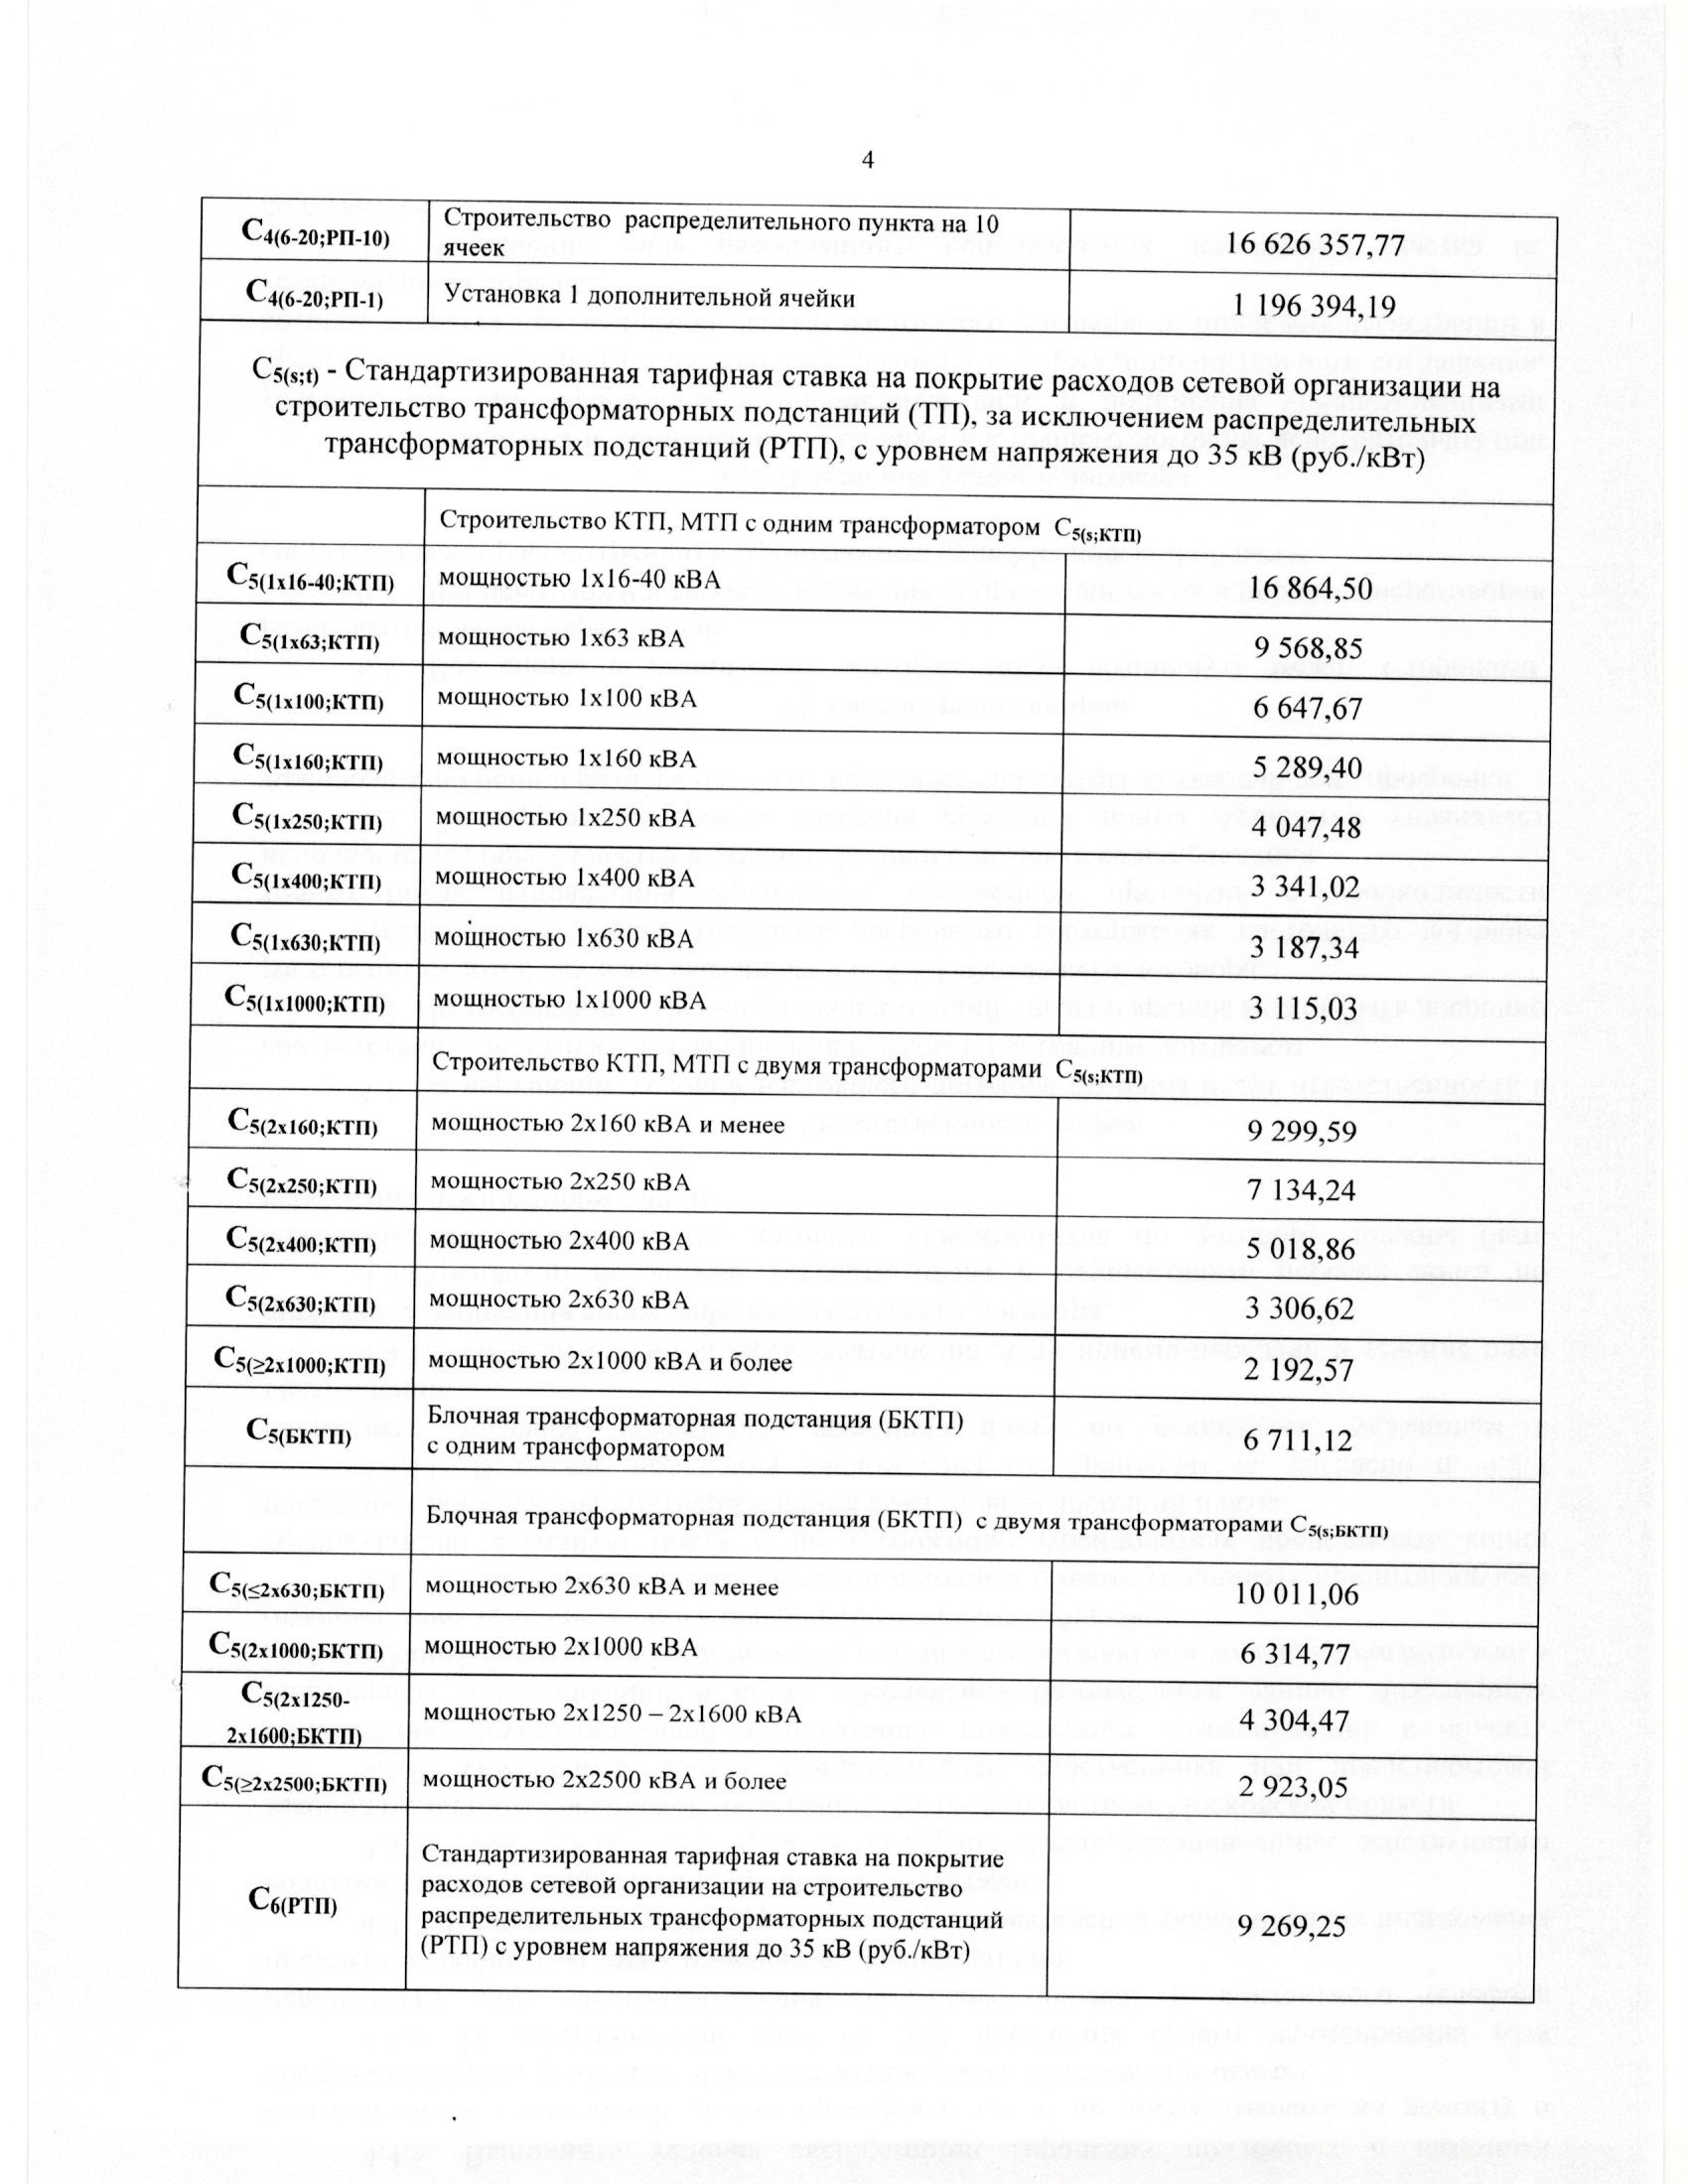 4
C4(6-20;РП-10) Строительство распределительного пункта на 10
ячеек 16 626 357,77
C4(6-20;РП-1) Установка 1 дополнительной ячейки 1 196 394,19
C5(s;t) - Стандартизированная тарифная ставка на покрытие расходов сетевой организации на
строительство трансформаторных подстанций (ТП), за исключением распределительных
трансформаторных подстанций (РТП), с уровнем напряжения до 35 кВ (руб./кВт)
Строительство КТП, МТП с одним трансформатором C5(s;КТП)
C5(1х16-40;КТП) мощностью 1х16-40 кВА 16 864,50
C5(1х63;КТП) мощностью 1х63 кВА 9 568,85
C5(1х100;КТП) мощностью 1х100 кВА 6 647,67
C5(1х160;КТП) мощностью 1х160 кВА 5 289,40
C5(1х250;КТП) мощностью 1х250 кВА 4 047,48
C5(1х400;КТП) мощностью 1х400 кВА 3 341,02
C5(1х630;КТП) мощностью 1х630 кВА 3 187,34
C5(1х1000;КТП) мощностью 1х1000 кВА 3 115,03
Строительство КТП, МТП с двумя трансформаторами C5(s;КТП)
C5(2х160;КТП) мощностью 2х160 кВА и менее 9 299,59
C5(2х250;КТП) мощностью 2х250 кВА 7 134,24
C5(2х400;КТП) мощностью 2х400 кВА 5 018,86
C5(2х630;КТП) мощностью 2х630 кВА 3 306,62
C5(≥2х1000;КТП) мощностью 2х1000 кВА и более 2 192,57
C5(БКТП) Блочная трансформаторная подстанция (БКТП)
с одним трансформатором 6 711,12
Блочная трансформаторная подстанция (БКТП) с двумя трансформаторами C5(s;БКТП)
C5(≤2х630;БКТП) мощностью 2х630 кВА и менее 10 011,06
C5(2х1000;БКТП) мощностью 2х1000 кВА 6 314,77
C5(2х1250-
2х1600;БКТП) мощностью 2х1250 – 2х1600 кВА 4 304,47
C5(≥2х2500;БКТП) мощностью 2х2500 кВА и более 2 923,05
C6(РТП) Стандартизированная тарифная ставка на покрытие
расходов сетевой организации на строительство
распределительных трансформаторных подстанций
(РТП) с уровнем напряжения до 35 кВ (руб./кВт) 9 269,25